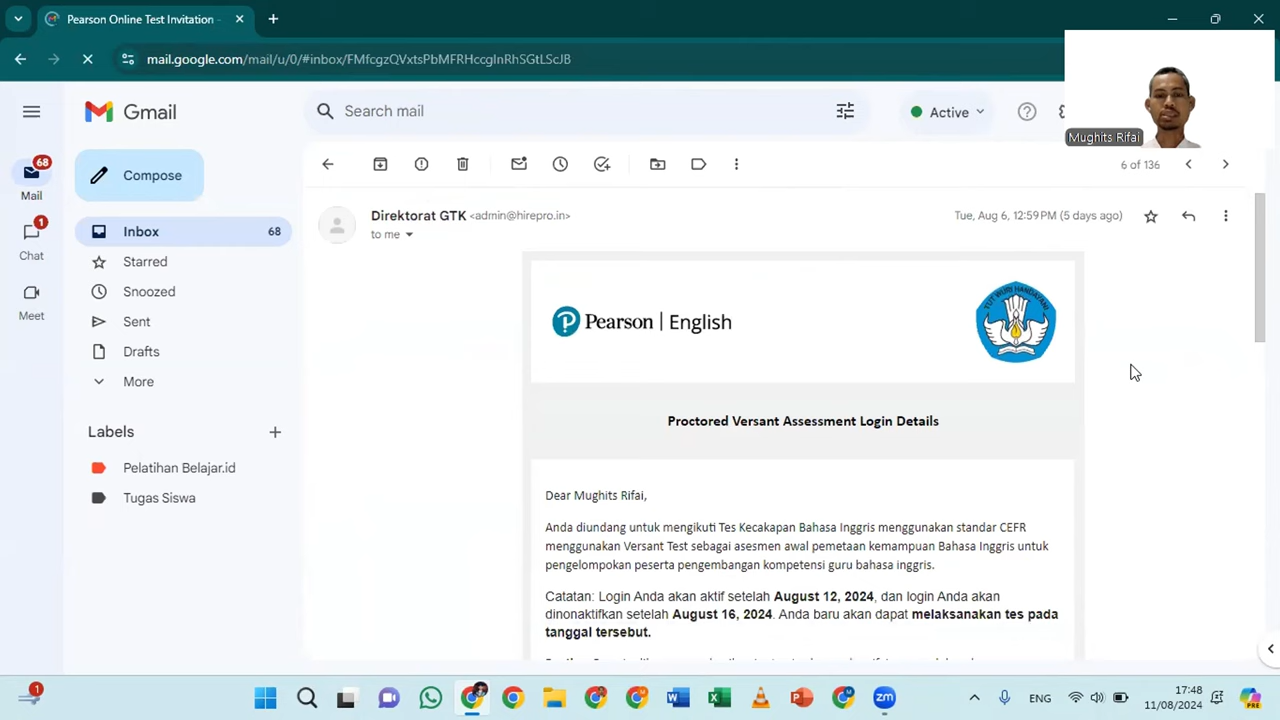 Pearson Online Test Invitation -
mail.google.com/mail/u/0/#inbox/FMfcgzQVxtsPbMFRHccglnRhSGtLScJB
Mughits Rifai
Gmail
Search mail
Active
68
Mail
1
Chat
Meet
Compose
Inbox 68
Starred
Snoozed
Sent
Drafts
More
Labels
Pelatihan Belajar.id
Tugas Siswa
6 of 136
Direktorat GTK <admin@hirepro.in>
to me
Tue, Aug 6, 12:59 PM (5 days ago)
Pearson | English
TUT WURI HANDAYANI
Proctored Versant Assessment Login Details
Dear Mughits Rifai,
Anda diundang untuk mengikuti Tes Kecakapan Bahasa Inggris menggunakan standar CEFR
menggunakan Versant Test sebagai asesmen awal pemetaan kemampuan Bahasa Inggris untuk
pengelompokan peserta pengembangan kompetensi guru bahasa inggris.
Catatan: Login Anda akan aktif setelah August 12, 2024, dan login Anda akan
dinonaktifkan setelah August 16, 2024. Anda baru akan dapat melaksanakan tes pada
tanggal tersebut.
1
zm
ENG
17:48
11/08/2024
PRE